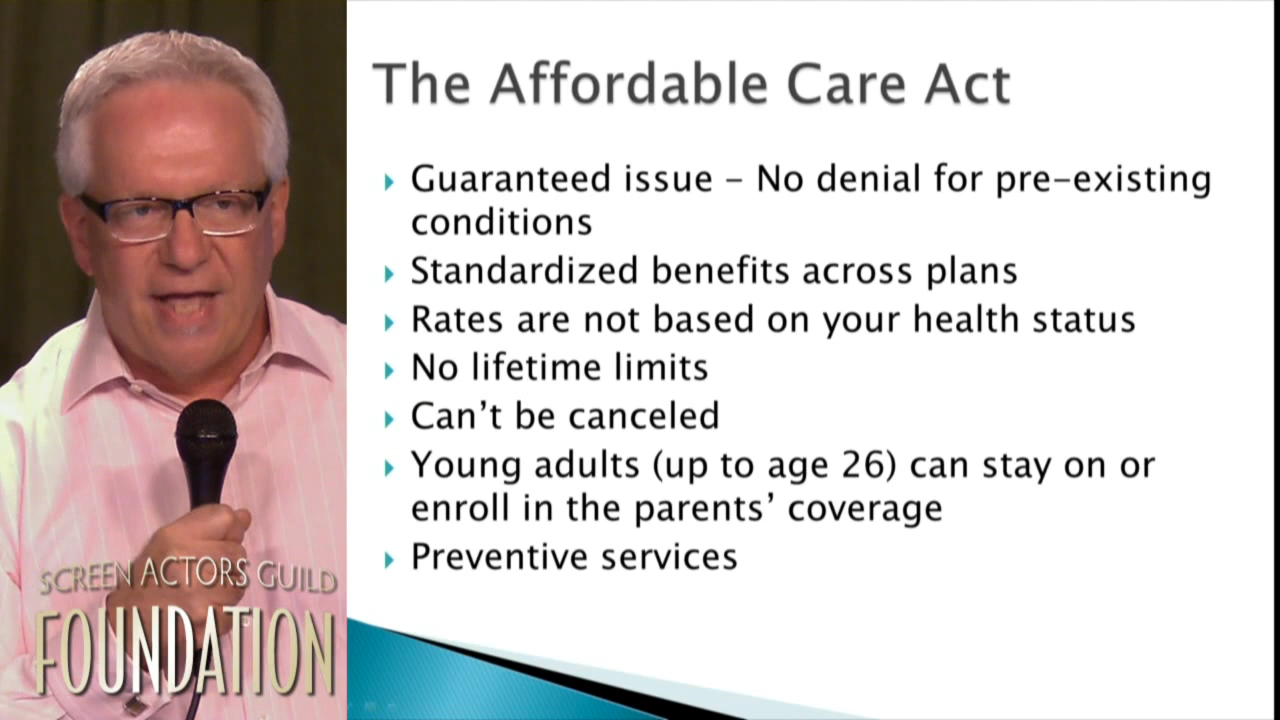 The Affordable Care Act
Guaranteed issue – No denial for pre-existing
conditions
Standardized benefits across plans
Rates are not based on your health status
No lifetime limits
Can't be canceled
Young adults (up to age 26) can stay on or
enroll in the parents' coverage
Preventive services
SCREEN ACTORS GUILD
FOUNDATION